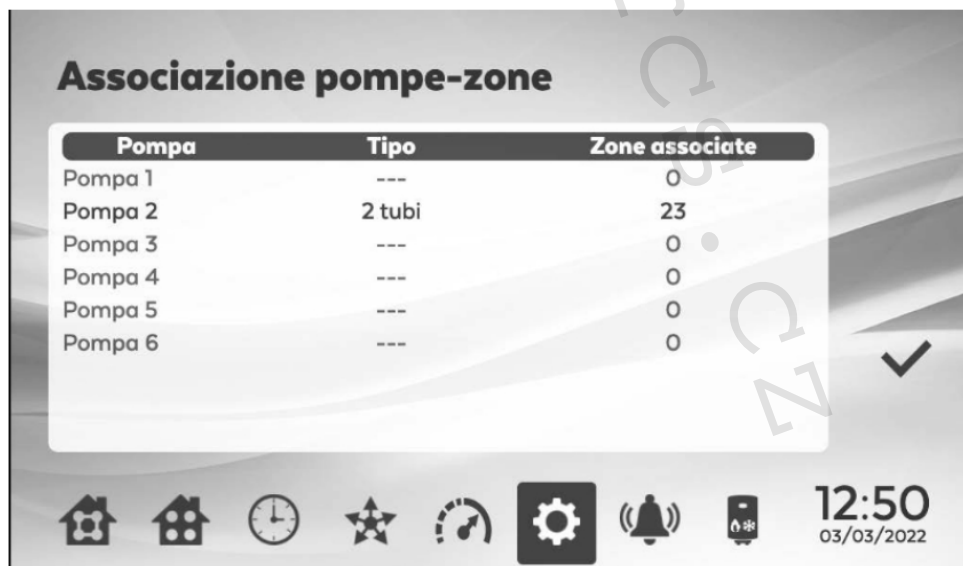 Associazione pompe-zone
Pompa Tipo Zone associate
Pompa 1 --- 0
Pompa 2 2 tubi 23
Pompa 3 --- 0
Pompa 4 --- 0
Pompa 5 --- 0
Pompa 6 --- 0
12:50
03/03/2022